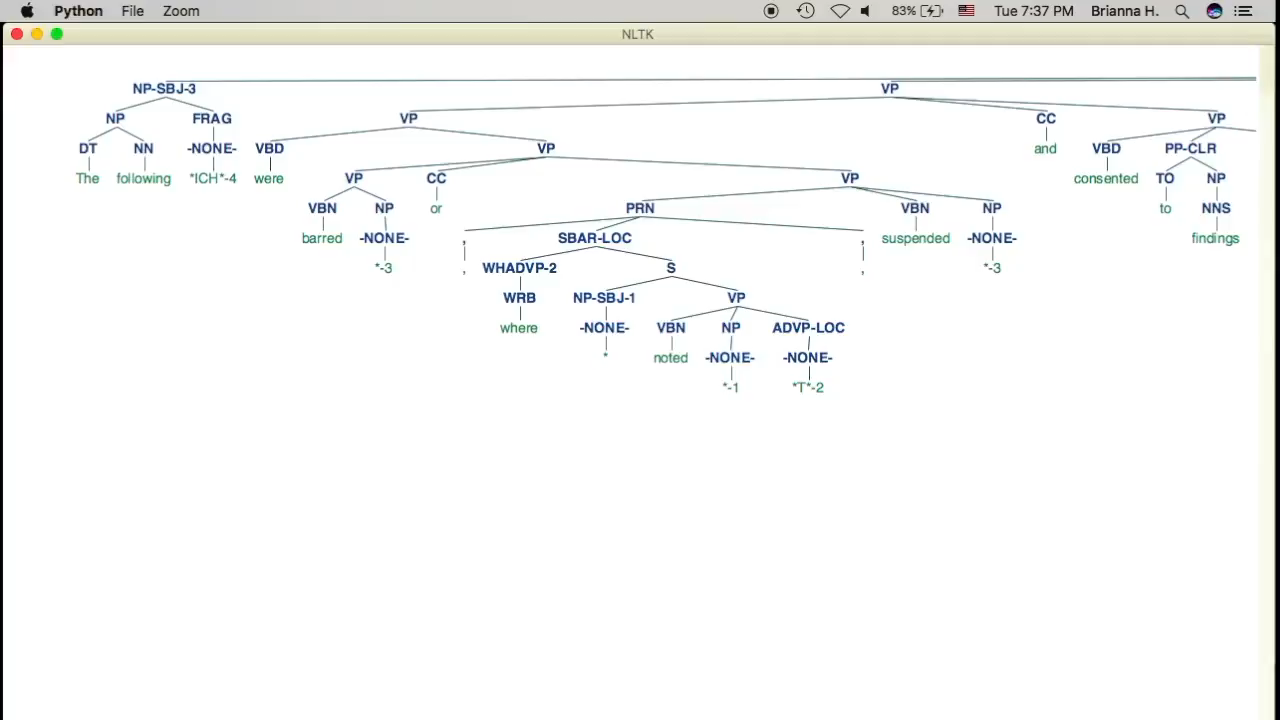 Python File Zoom 83% Tue 7:37 PM Brianna H.
NLTK
NP-SBJ-3 VP
NP FRAG VP CC VP
DT NN -NONE- VBD VP and VBD PP-CLR
The following *ICH*-4 were VP CC VP consented TO NP
VBN NP or PRN VBN NP to NNS
barred -NONE- , SBAR-LOC , suspended -NONE- findings
*-3 , WHADVP-2 S , *-3
WRB NP-SBJ-1 VP
where -NONE- VBN NP ADVP-LOC
* noted -NONE- -NONE-
*-1 *T*-2